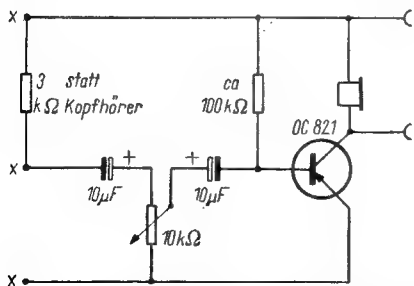 x
3 statt
kΩ Kopfhörer
ca
100kΩ
OC 821
x
+
10μF
+
10μF
10kΩ
x